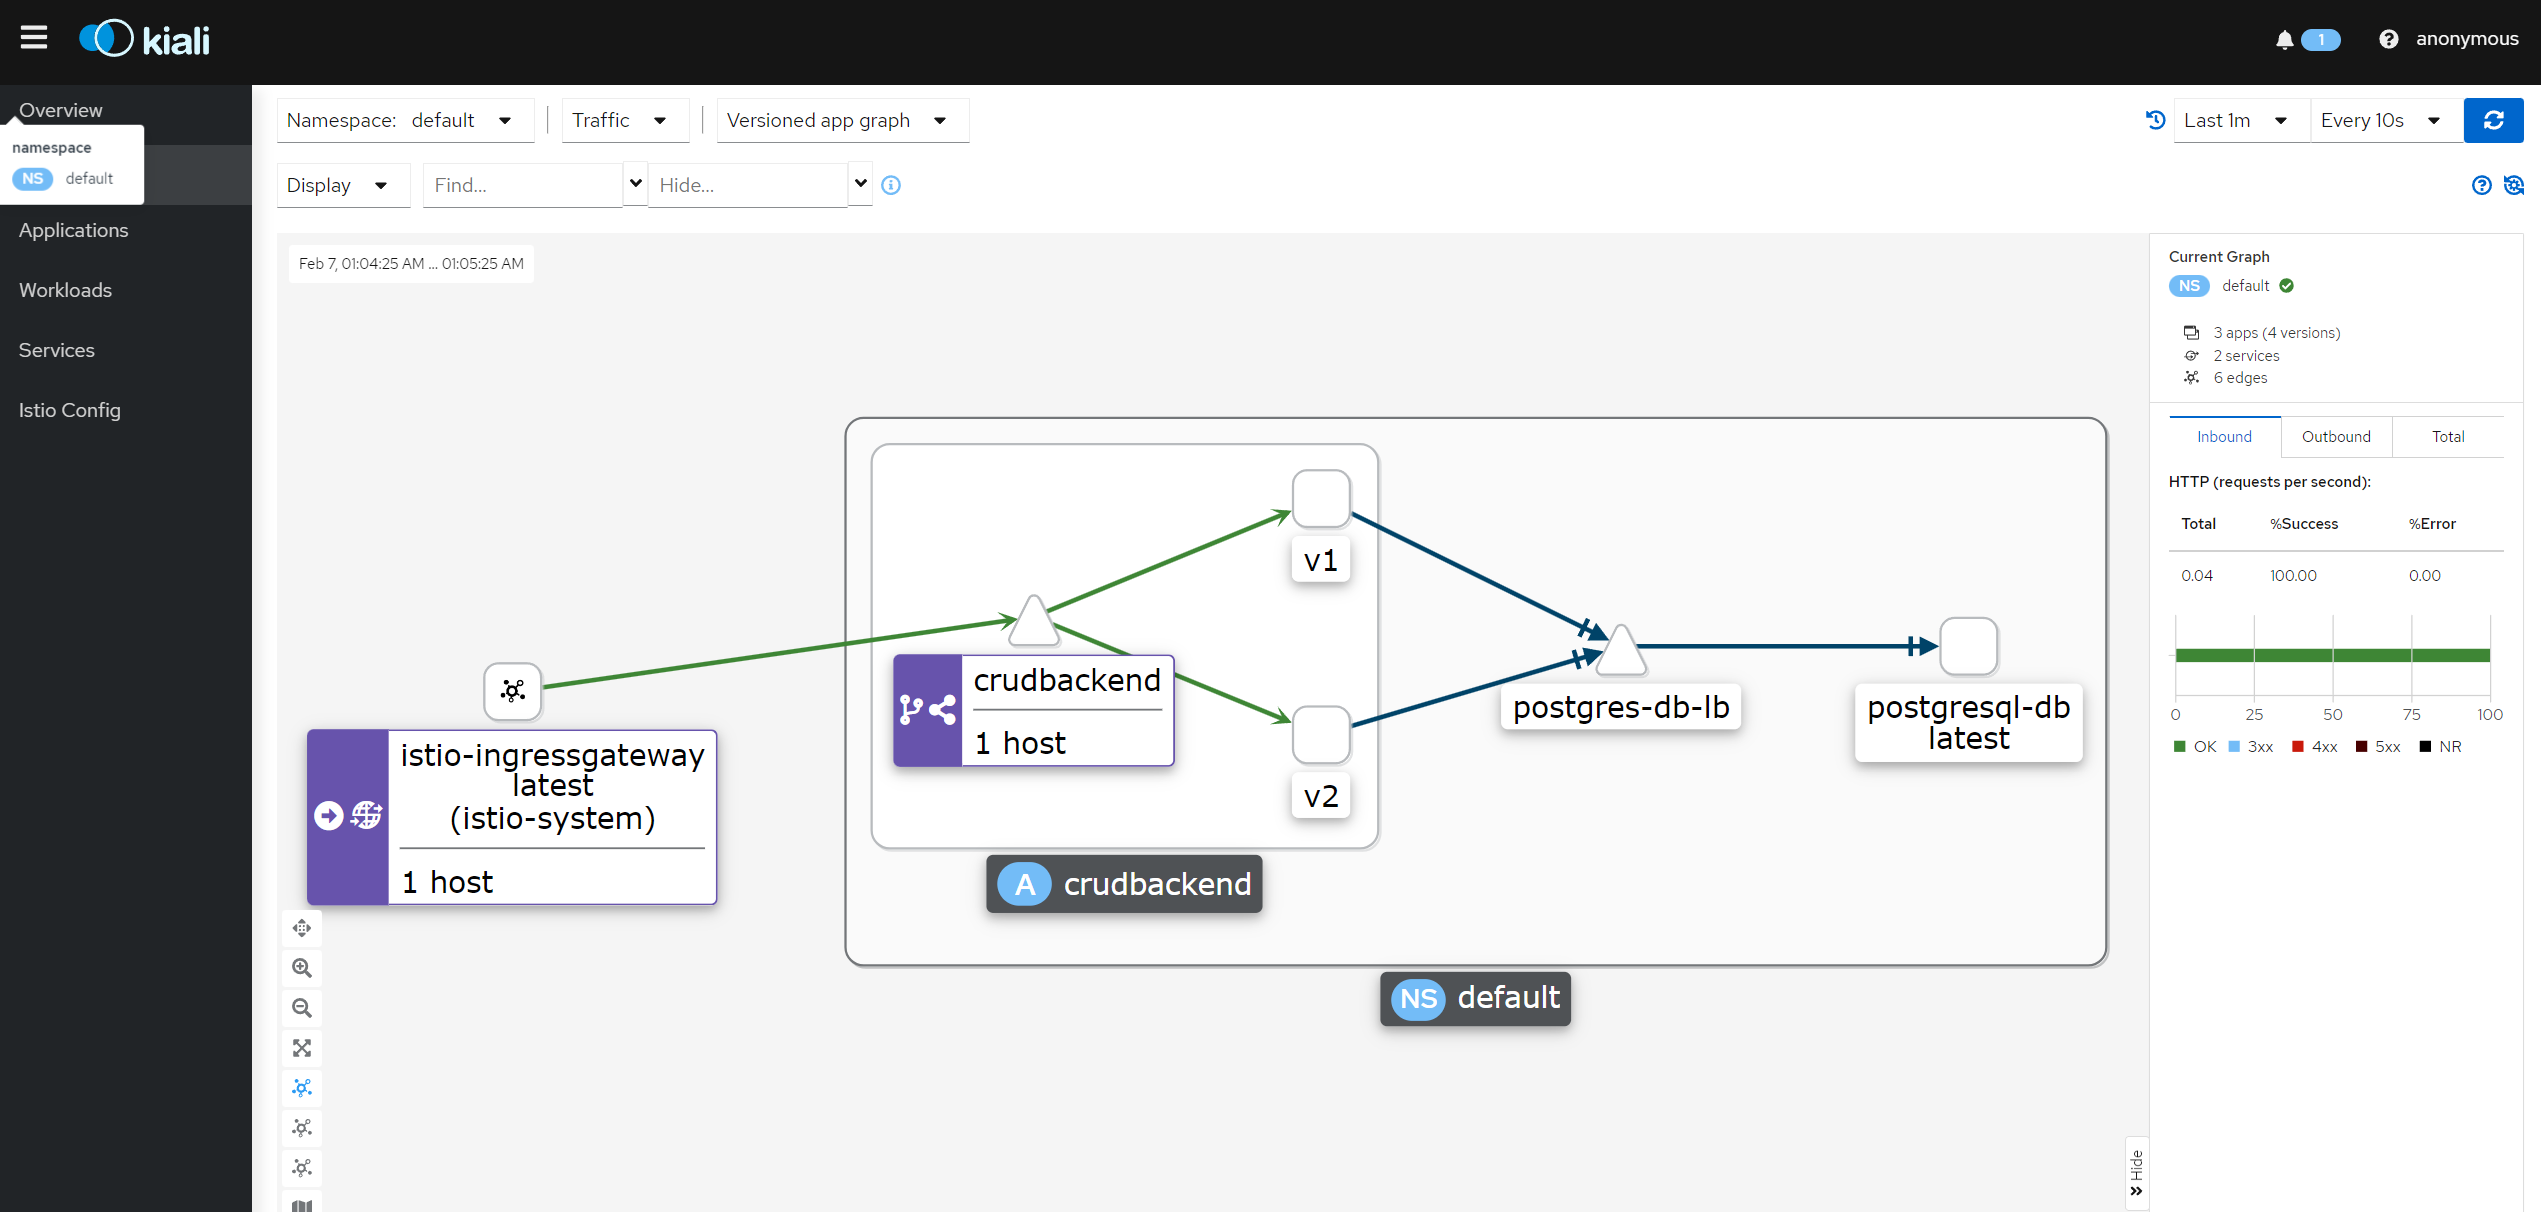 kiali
1
anonymous
Overview
namespace
NS default
Applications
Workloads
Services
Istio Config
Namespace: default
Traffic
Versioned app graph
Last 1m
Every 10s
Display
Find...
Hide...
Feb 7, 01:04:25 AM ... 01:05:25 AM
v1
crudbackend
1 host
v2
istio-ingressgateway
latest
(istio-system)
1 host
postgres-db-lb
postgresql-db
latest
A crudbackend
NS default
Hide
Current Graph
NS default
3 apps (4 versions)
2 services
6 edges
Inbound
Outbound
Total
HTTP (requests per second):
Total %Success %Error
0.04 100.00 0.00
0 25 50 75 100
OK 3xx 4xx 5xx NR